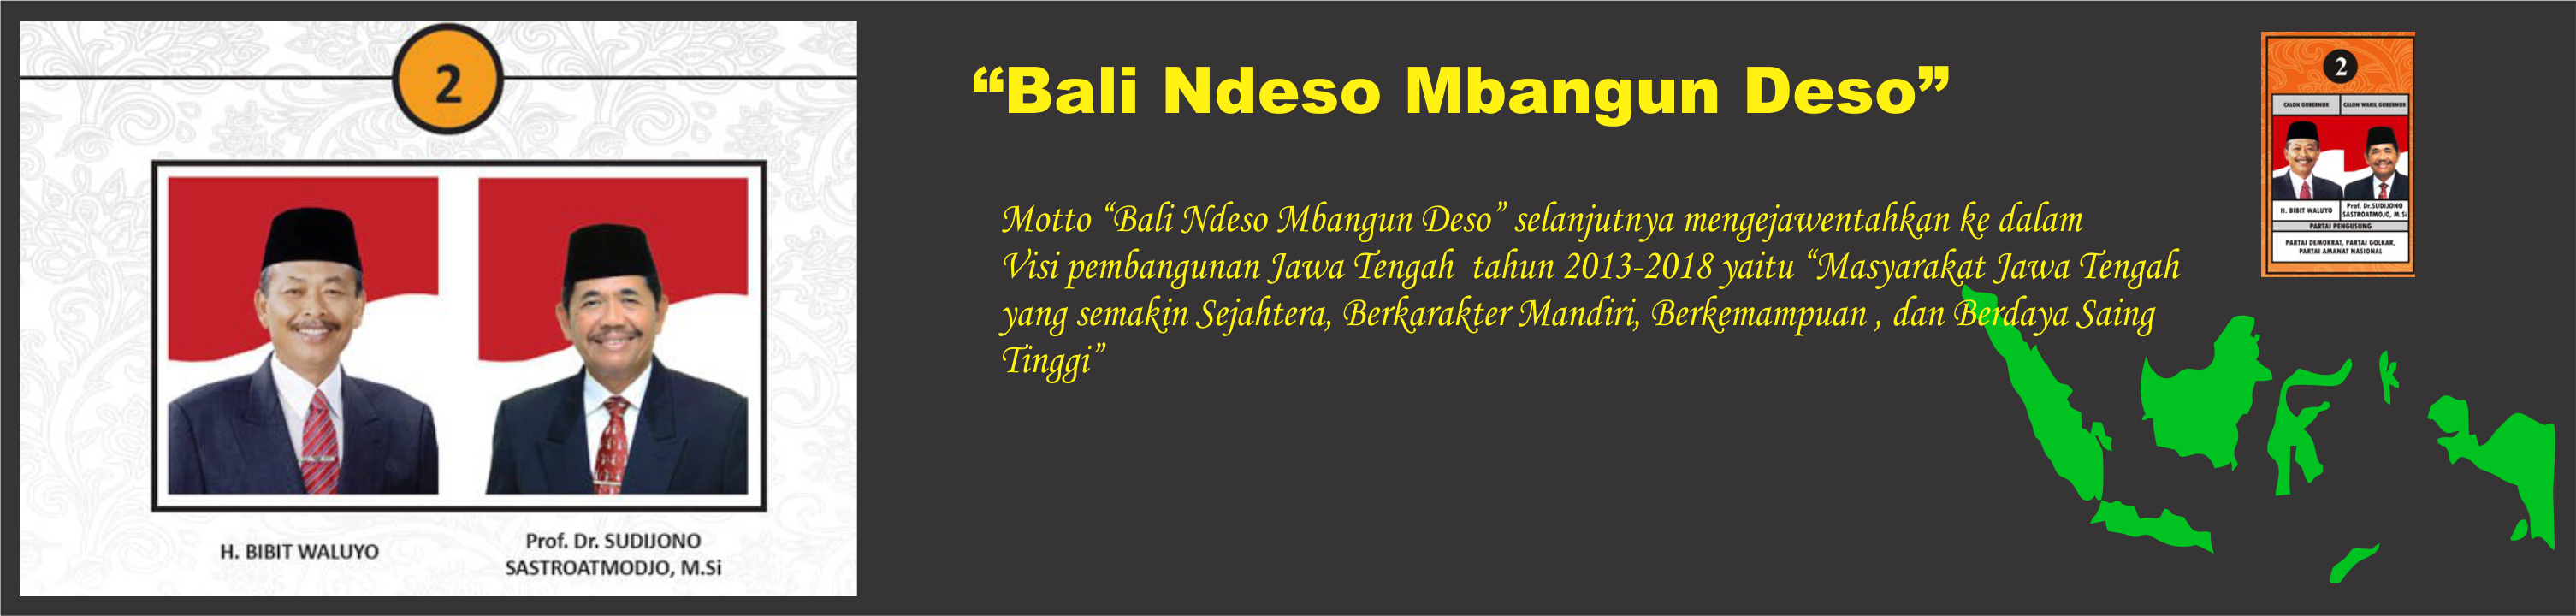 2
H. BIBIT WALUYO
Prof. Dr. SUDIJONO
SASTROATMODJO, M.Si
“Bali Ndeso Mbangun Deso”
Motto “Bali Ndeso Mbangun Deso” selanjutnya mengejawentahkan ke dalam
Visi pembangunan Jawa Tengah tahun 2013-2018 yaitu “Masyarakat Jawa Tengah
yang semakin Sejahtera, Berkarakter Mandiri, Berkemampuan , dan Berdaya Saing
Tinggi”
2
CALON GUBERNUR CALON WAKIL GUBERNUR
H. BIBIT WALUYO
Prof. Dr.SUDIJONO
SASTROATMOJO, M.Si
PARTAI PENGUSUNG
PARTAI DEMOKRAT, PARTAI GOLKAR,
PARTAI AMANAT NASIONAL